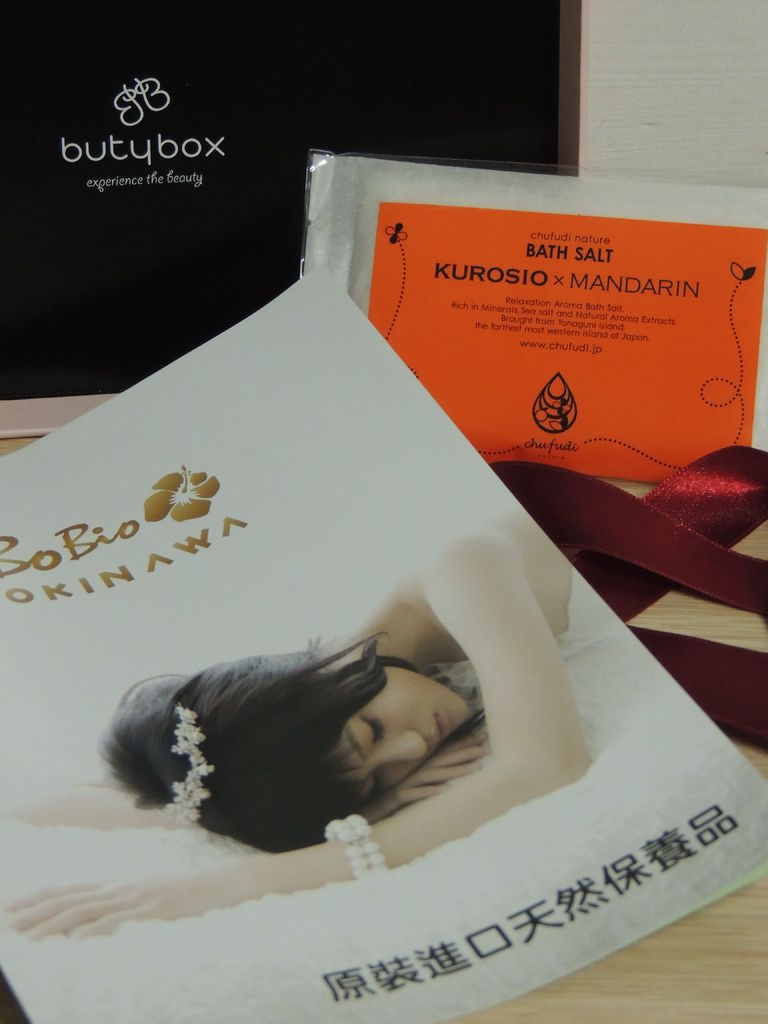 butybox
experience the beauty
chufudi nature
BATH SALT
KUROSIO × MANDARIN
Relaxation Aroma Bath Salt.
Rich in Minerals, Sea salt and Natural Aroma Extracts.
Brought from Yonaguni island,
the farthest most western island of Japan.
www.chufudi.jp
chufudi
nature
BoBio
OKINAWA
原裝進口天然保養品